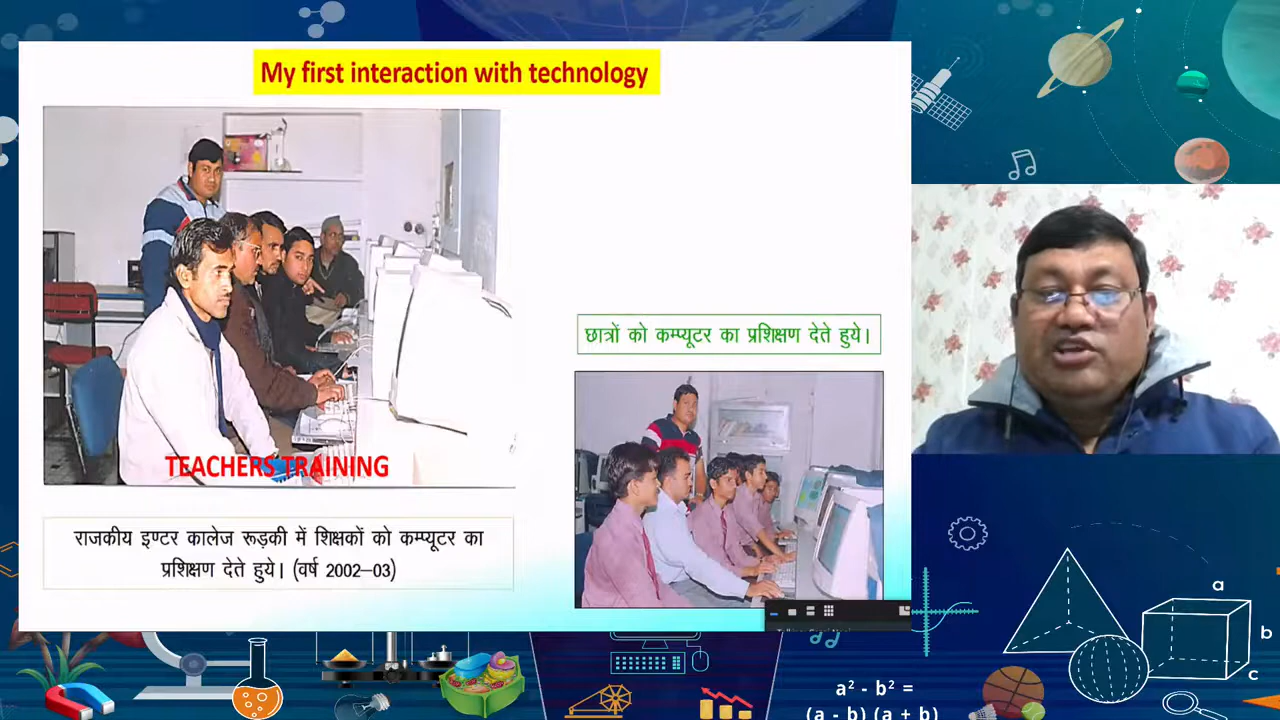 My first interaction with technology
TEACHERS TRAINING
राजकीय इण्टर कालेज रूड़की में शिक्षकों को कम्प्यूटर का
प्रशिक्षण देते हुये। (वर्ष 2002–03)
छात्रों को कम्प्यूटर का प्रशिक्षण देते हुये।
a
b
c
a² - b² =
(a - b) (a + b)